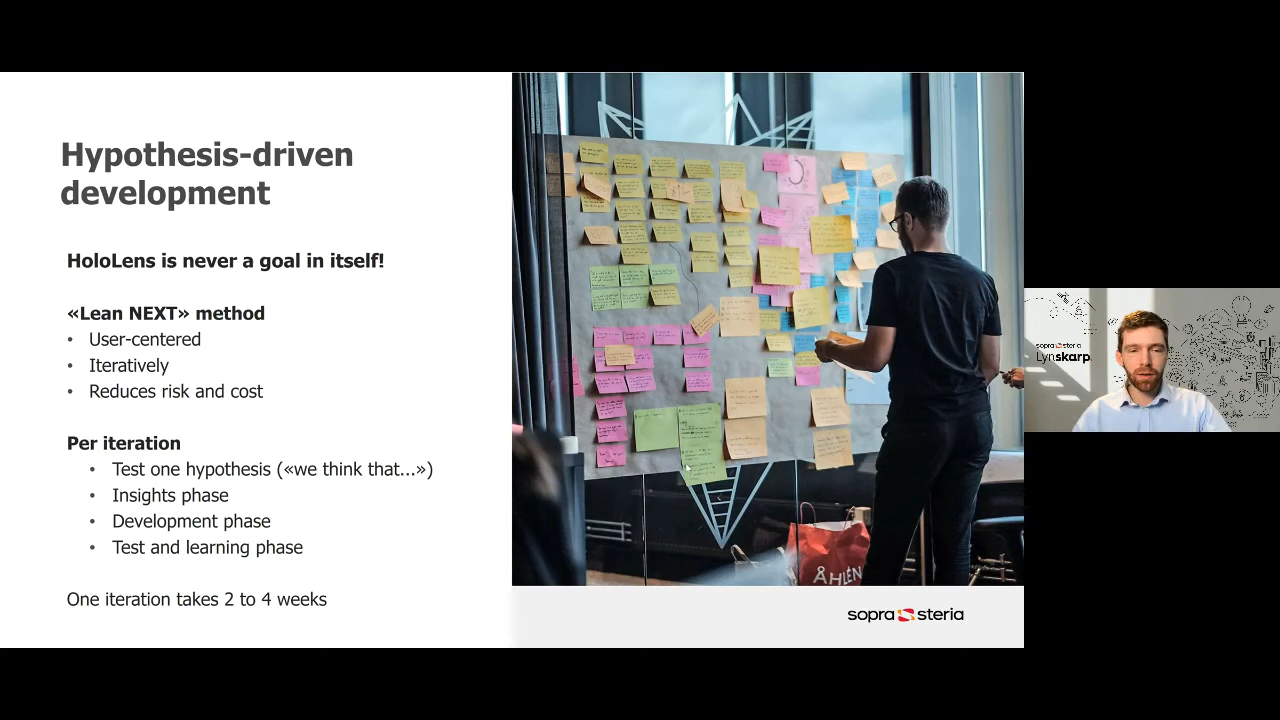 Hypothesis-driven
development
HoloLens is never a goal in itself!
«Lean NEXT» method
• User-centered
• Iteratively
• Reduces risk and cost
Per iteration
• Test one hypothesis («we think that...»)
• Insights phase
• Development phase
• Test and learning phase
One iteration takes 2 to 4 weeks
ÅHLÉN
sopra steria
sopra steria
Lynskarp